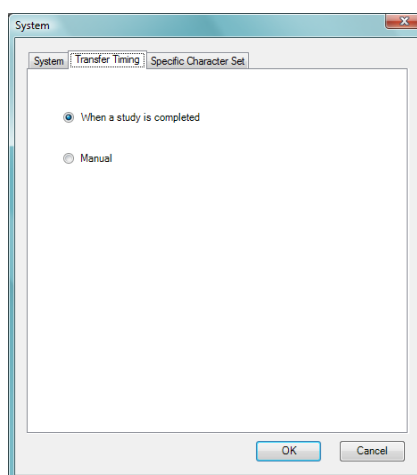 System
System Transfer Timing Specific Character Set
When a study is completed
Manual
OK Cancel